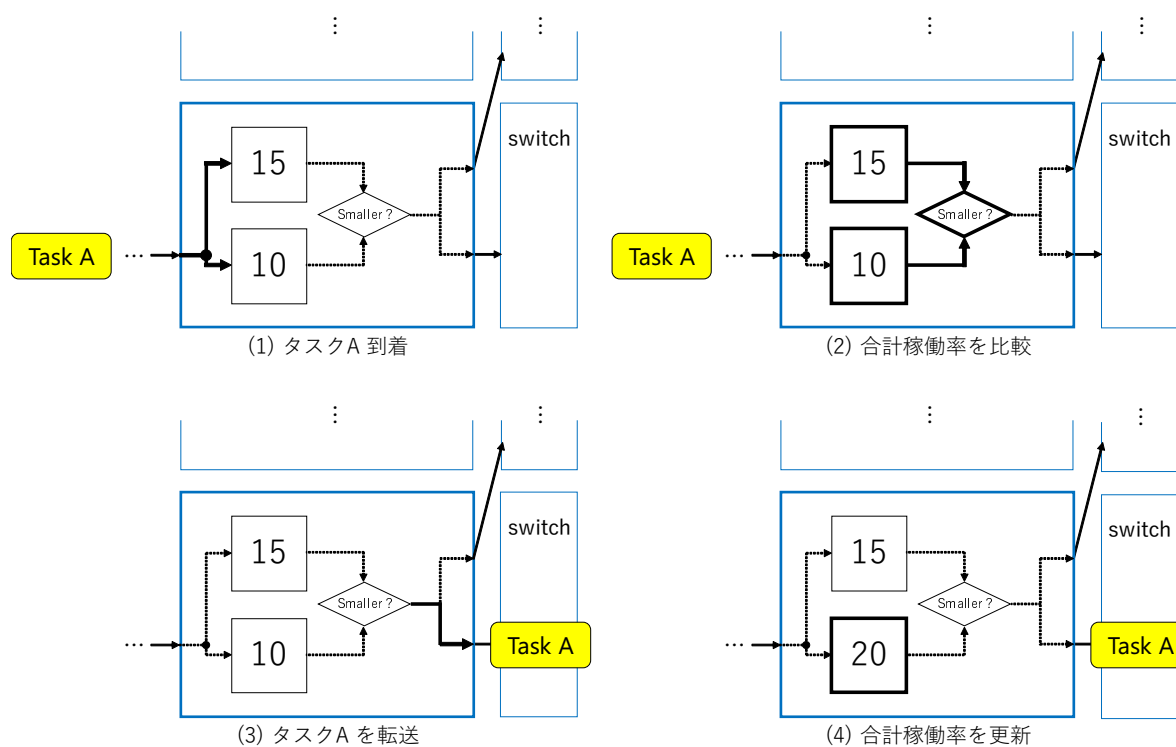 ⋮ ⋮
switch
15
Smaller ?
Task A …
10
(1) タスクA 到着
⋮ ⋮
switch
15
Smaller ?
Task A …
10
(2) 合計稼働率を比較
⋮ ⋮
switch
15
Smaller ?
… Task A
10
(3) タスクA を転送
⋮ ⋮
switch
15
Smaller ?
… Task A
20
(4) 合計稼働率を更新